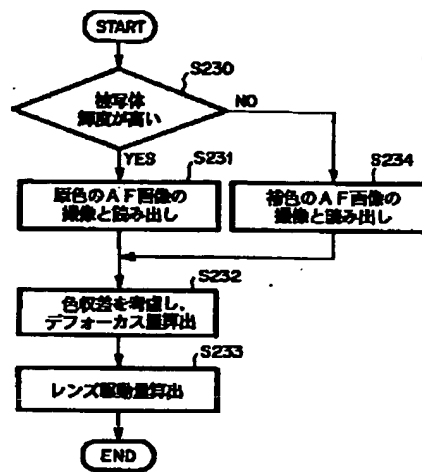 START
S230
被写体
輝度が高い
NO
YES
S231
原色のAF画像の
撮像と読み出し
S234
補色のAF画像の
撮像と読み出し
S232
色収差を考慮し,
デフォーカス量算出
S233
レンズ駆動量算出
END